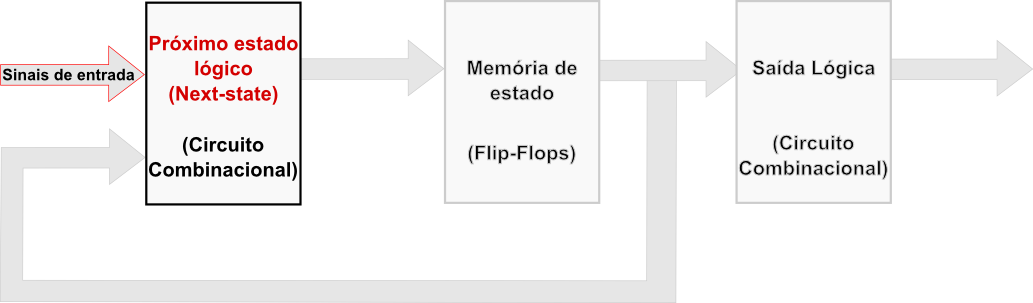 Sinais de entrada
Próximo estado
lógico
(Next-state)
(Circuito
Combinacional)
Memória de
estado
(Flip-Flops)
Saída Lógica
(Circuito
Combinacional)